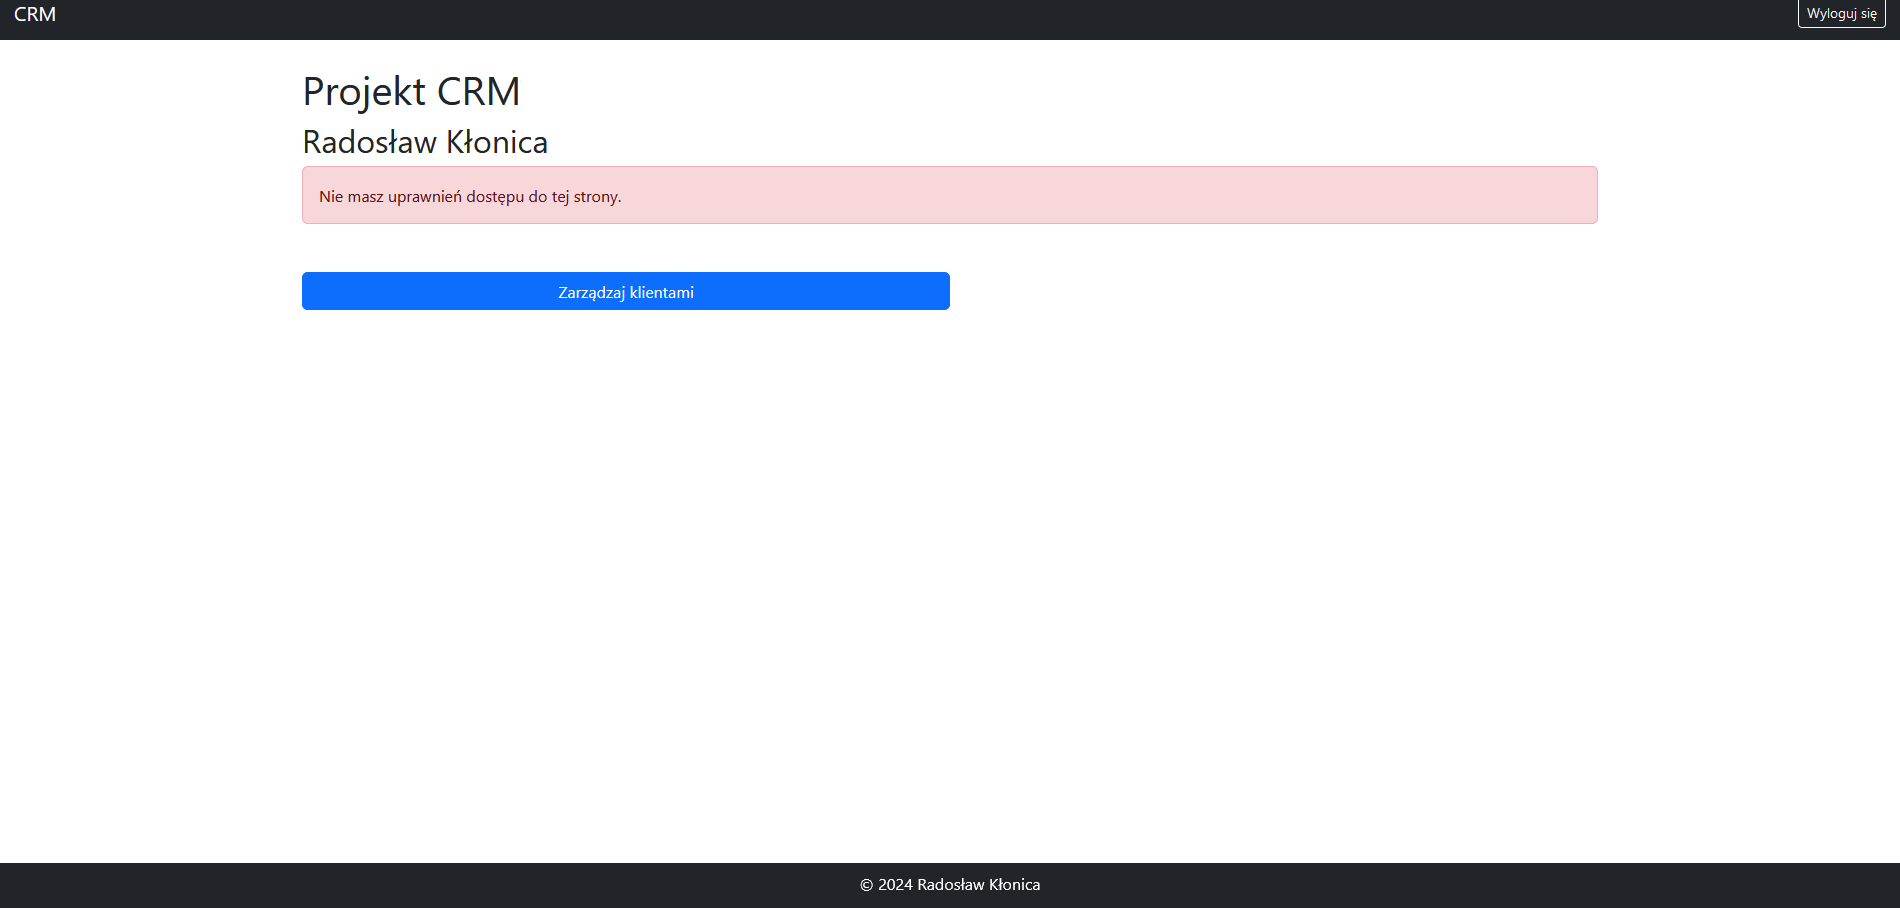 CRM
Wyloguj się
Projekt CRM
Radosław Kłonica
Nie masz uprawnień dostępu do tej strony.
Zarządzaj klientami
© 2024 Radosław Kłonica